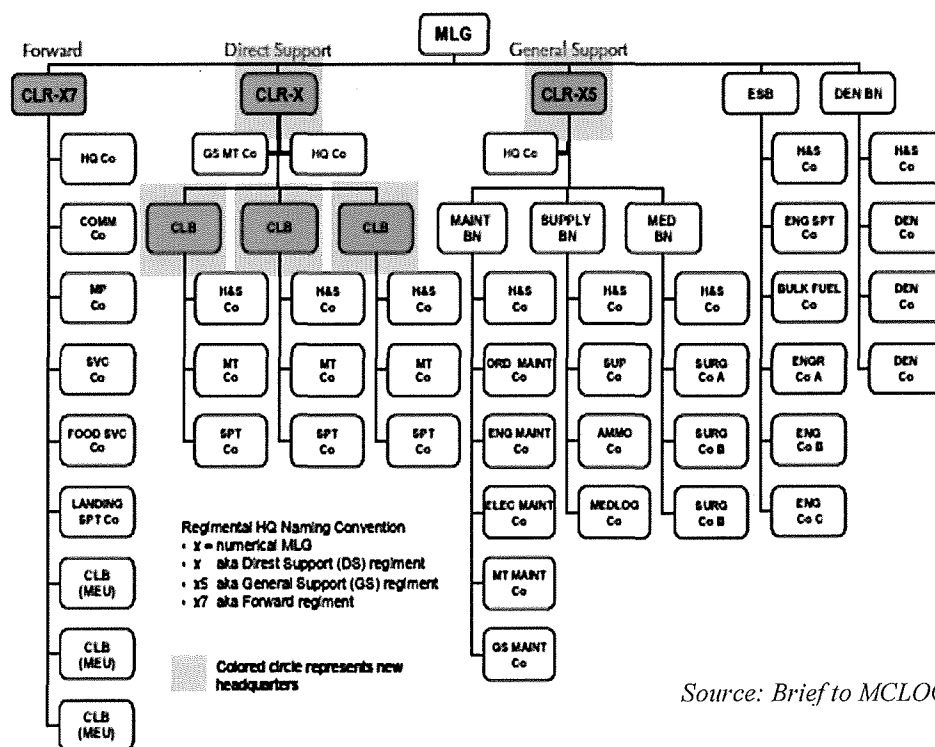 MLG
Forward
Direct Support
General Support
CLR-X7
CLR-X
CLR-X5
ESB
DEN BN
HQ Co
COMM
Co
MP
Co
SVC
Co
FOOD SVC
Co
LANDING
SPT Co
CLB
(MEU)
CLB
(MEU)
CLB
(MEU)
GS MT Co
HQ Co
CLB
CLB
CLB
H&S
Co
MT
Co
SPT
Co
H&S
Co
MT
Co
SPT
Co
H&S
Co
MT
Co
SPT
Co
HQ Co
MAINT
BN
SUPPLY
BN
MED
BN
H&S
Co
ORD MAINT
Co
ENG MAINT
Co
ELEC MAINT
Co
MT MAINT
Co
GS MAINT
Co
H&S
Co
SUP
Co
AMMO
Co
MEDLOG
Co
H&S
Co
SURG
Co A
SURG
Co B
SURG
Co B
H&S
Co
ENG SPT
Co
BULK FUEL
Co
ENGR
Co A
ENG
Co B
ENG
Co C
H&S
Co
DEN
Co
DEN
Co
DEN
Co
Regimental HQ Naming Convention
• x = numerical MLG
• x aka Direct Support (DS) regiment
• x5 aka General Support (GS) regiment
• x7 aka Forward regiment
Colored circle represents new
headquarters
Source: Brief to MCLOG